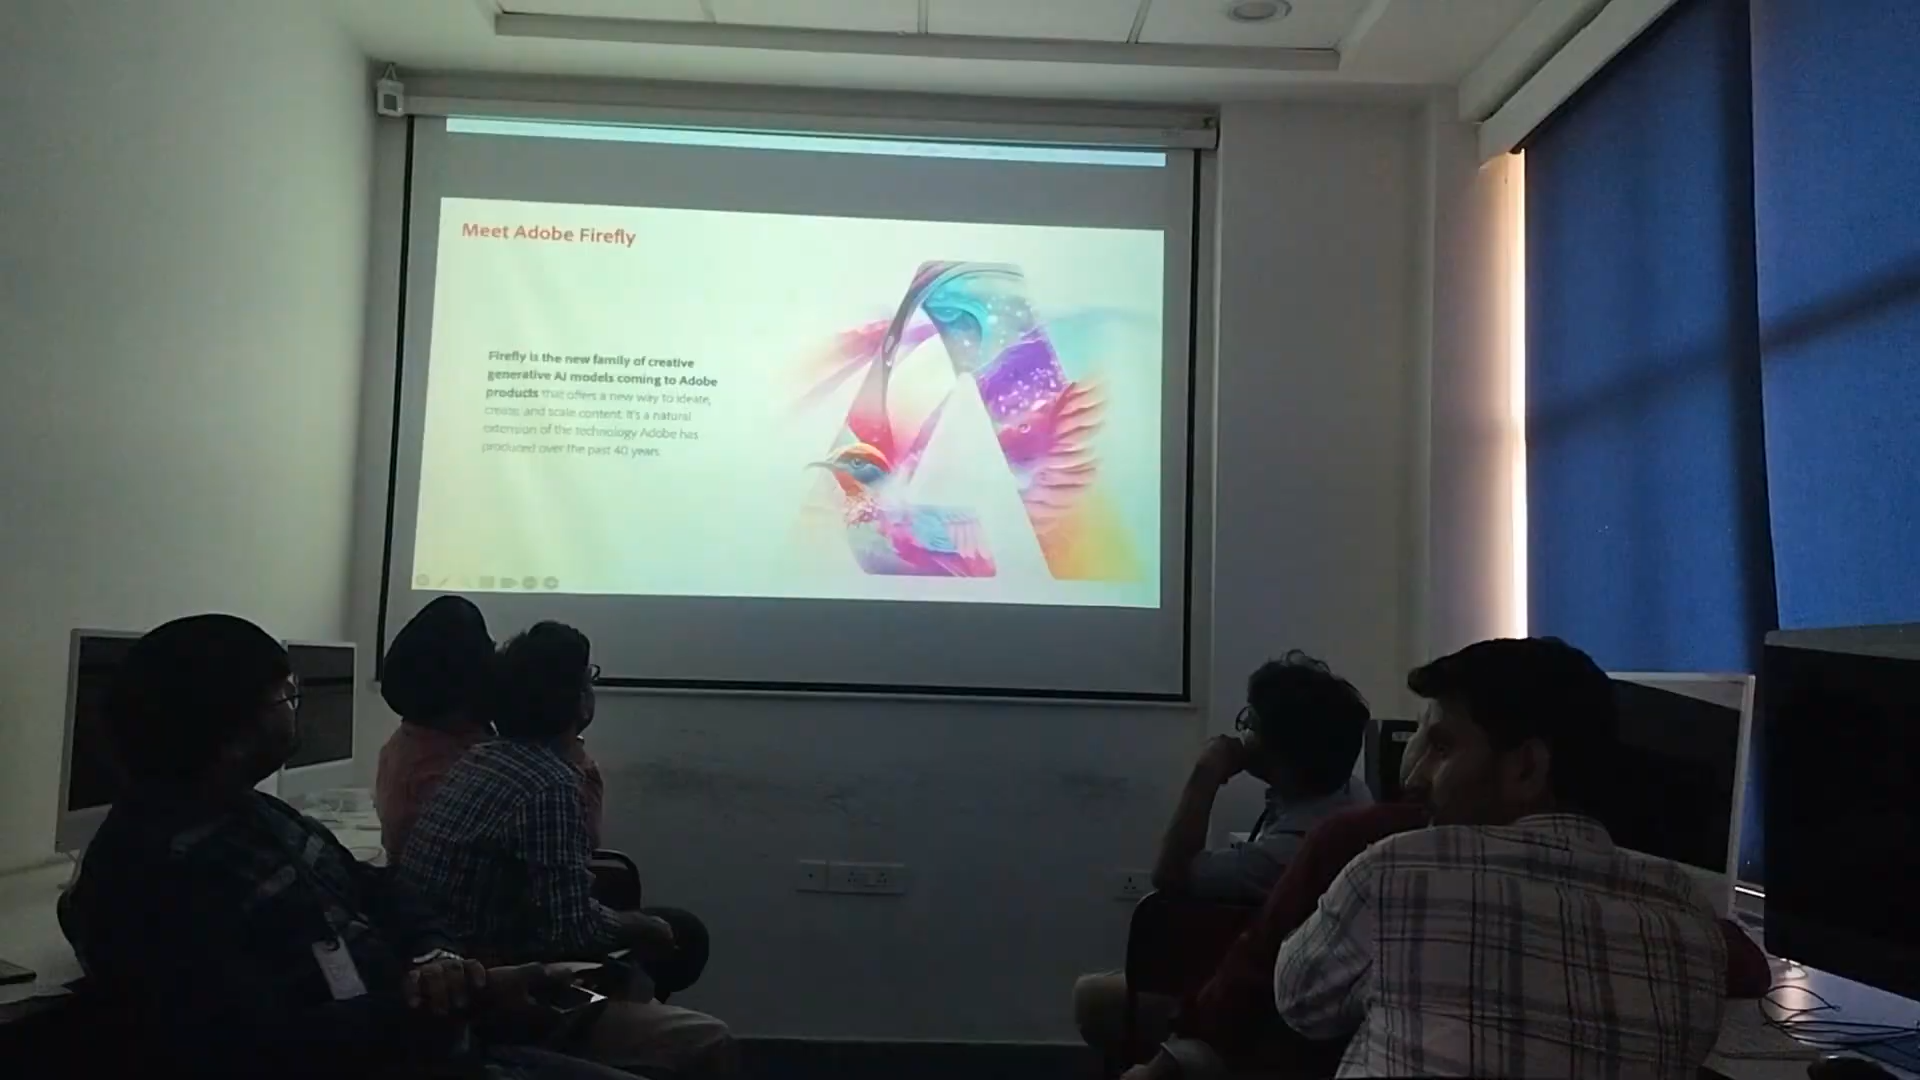 Meet Adobe Firefly
Firefly is the new family of creative
generative AI models coming to Adobe
products that offers a new way to ideate,
create, and scale content. It's a natural
extension of the technology Adobe has
produced over the past 40 years.